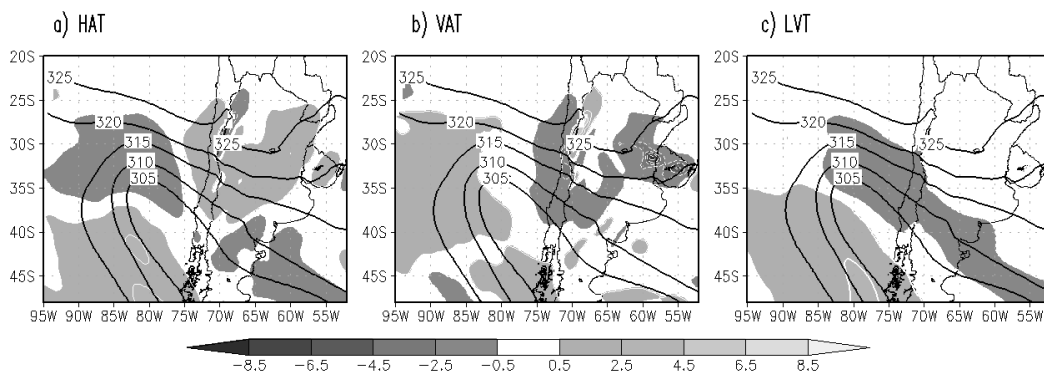 a) HAT b) VAT c) LVT
20S 20S 20S
325 325 325
25S 25S 25S
320 320 320
30S 315 325 30S 315 325 30S 315 325
310 310 310
35S 305 35S 305 35S 305
40S 40S 40S
45S 45S 45S
95W 90W 85W 80W 75W 70W 65W 60W 55W 95W 90W 85W 80W 75W 70W 65W 60W 55W 95W 90W 85W 80W 75W 70W 65W 60W 55W
-8.5 -6.5 -4.5 -2.5 -0.5 0.5 2.5 4.5 6.5 8.5